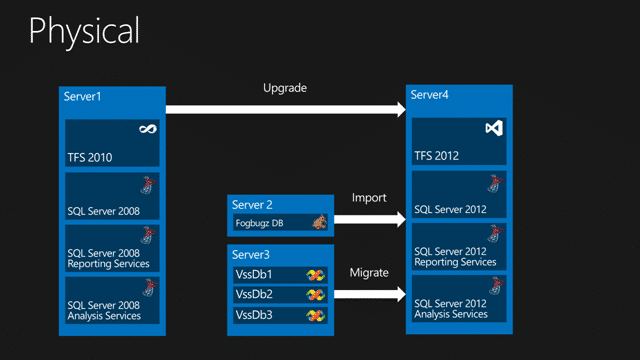 Physical
Server1
TFS 2010
SQL Server 2008
SQL Server 2008
Reporting Services
SQL Server 2008
Analysis Services
Upgrade
Server 2
Fogbugz DB
Import
Server3
VssDb1
VssDb2
VssDb3
Migrate
Server4
TFS 2012
SQL Server 2012
SQL Server 2012
Reporting Services
SQL Server 2012
Analysis Services